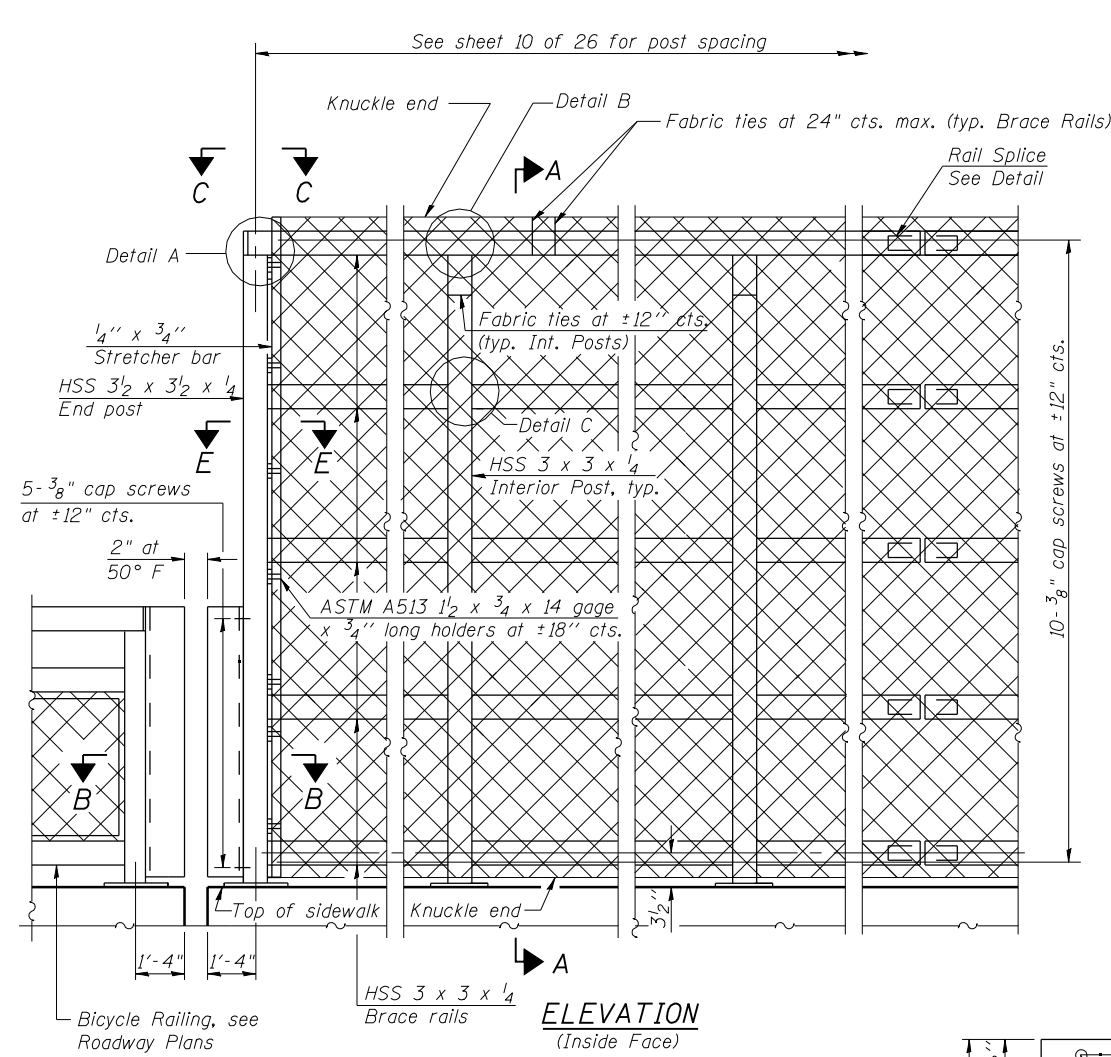 See sheet 10 of 26 for post spacing
Knuckle end
Detail B
Fabric ties at 24" cts. max. (typ. Brace Rails)
Rail Splice
See Detail
C
C
A
Detail A
Fabric ties at ±12" cts.
(typ. Int. Posts)
1/4" x 3/4"
Stretcher bar
HSS 3 1/2 x 3 1/2 x 1/4
End post
Detail C
E
E
HSS 3 x 3 x 1/4
Interior Post, typ.
5- 3/8" cap screws
at ±12" cts.
2" at
50° F
ASTM A513 1 1/2 x 3/4 x 14 gage
x 3/4" long holders at ±18" cts.
10- 3/8" cap screws at ±12" cts.
B
B
Top of sidewalk
Knuckle end
3 1/2"
1'-4"
1'-4"
A
HSS 3 x 3 x 1/4
Brace rails
Bicycle Railing, see
Roadway Plans
ELEVATION
(Inside Face)